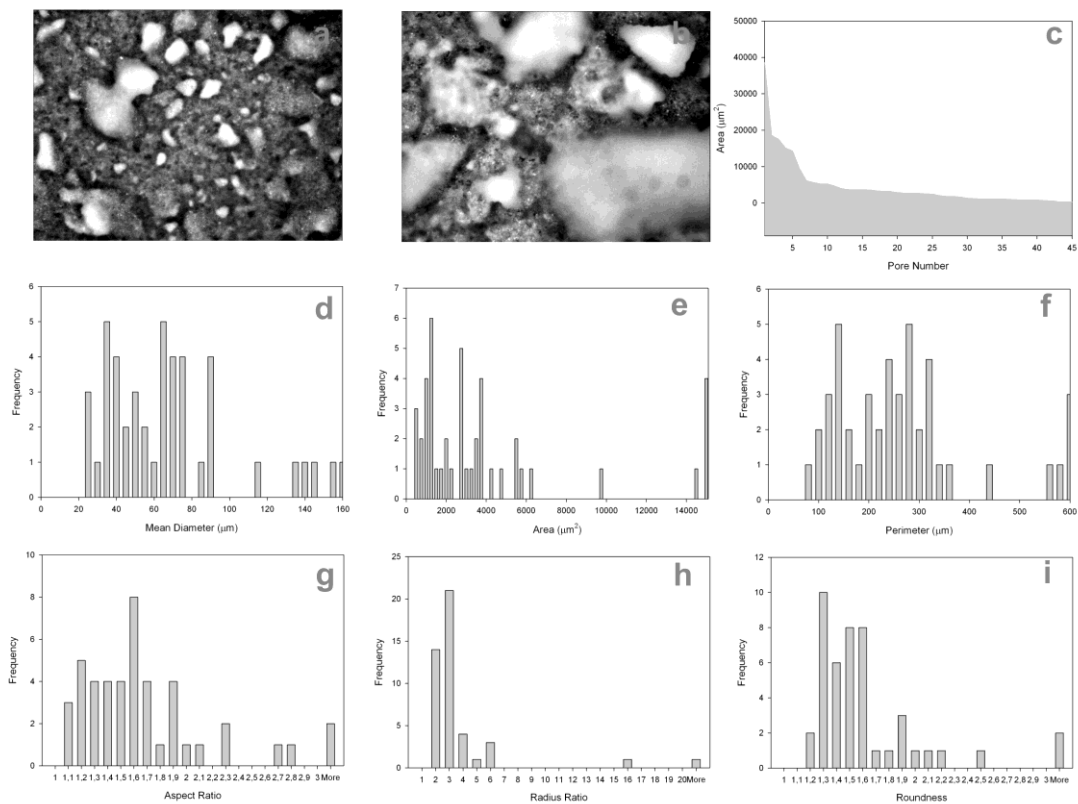 a
b
c
50000
40000
30000
20000
10000
0
Area (μm²)
5 10 15 20 25 30 35 40 45
Pore Number
d
6
5
4
3
2
1
0
Frequency
0 20 40 60 80 100 120 140 160
Mean Diameter (μm)
e
7
6
5
4
3
2
1
0
Frequency
0 2000 4000 6000 8000 10000 12000 14000
Area (μm²)
f
6
5
4
3
2
1
0
Frequency
0 100 200 300 400 500 600
Perimeter (μm)
g
10
8
6
4
2
0
Frequency
1 1,1 1,2 1,3 1,4 1,5 1,6 1,7 1,8 1,9 2 2,1 2,2 2,3 2,4 2,5 2,6 2,7 2,8 2,9 3 More
Aspect Ratio
h
25
20
15
10
5
0
Frequency
1 2 3 4 5 6 7 8 9 10 11 12 13 14 15 16 17 18 19 20 More
Radius Ratio
i
12
10
8
6
4
2
0
Frequency
1 1,1 1,2 1,3 1,4 1,5 1,6 1,7 1,8 1,9 2 2,1 2,2 2,3 2,4 2,5 2,6 2,7 2,8 2,9 3 More
Roundness